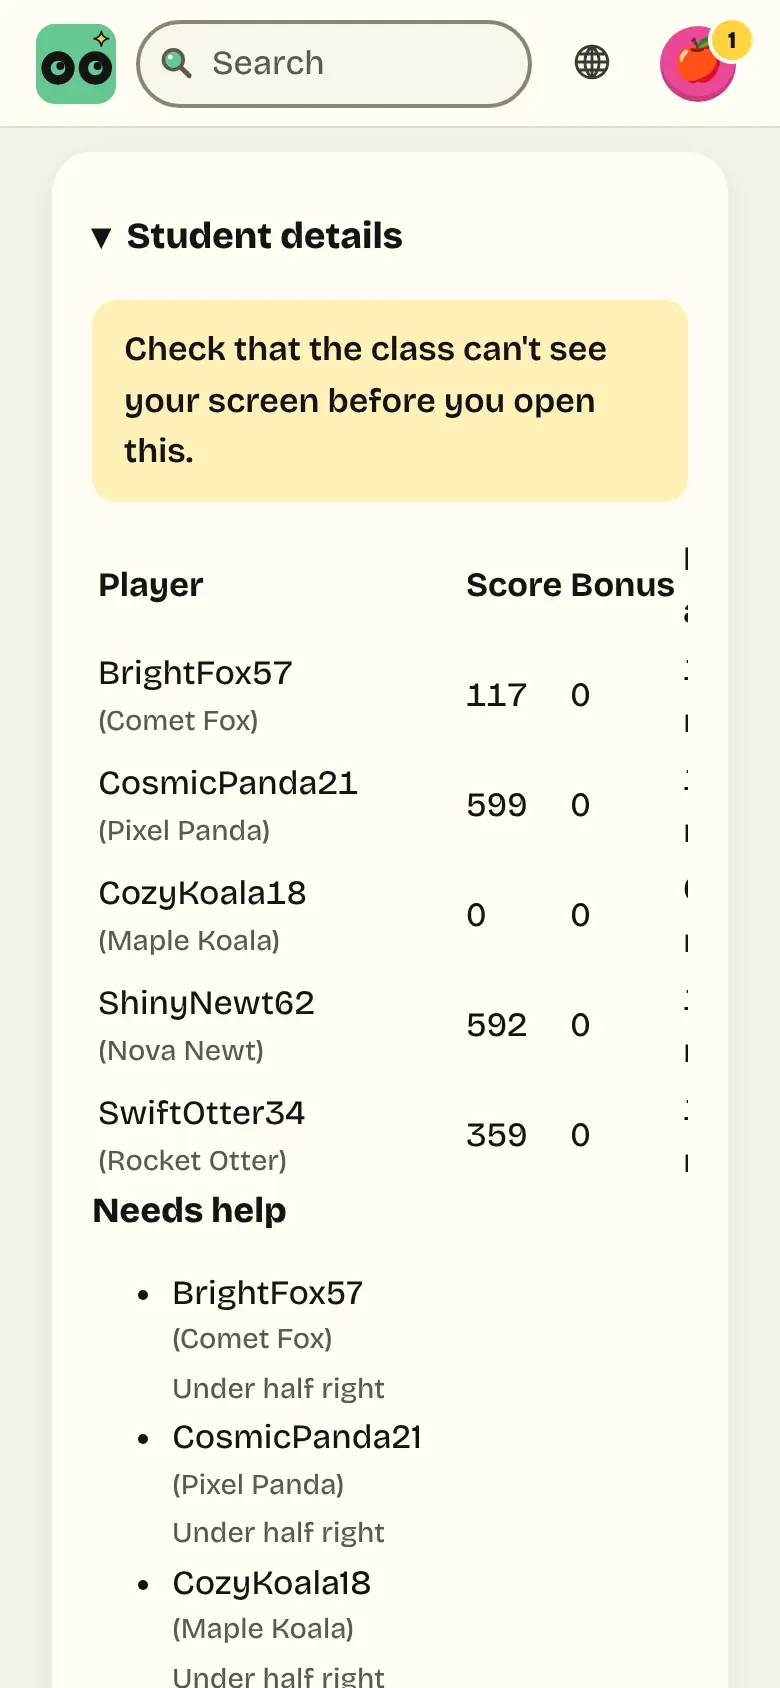 Search
1
▼ Student details
Check that the class can't see
your screen before you open
this.
Player Score Bonus
BrightFox57
(Comet Fox)
117 0
CosmicPanda21
(Pixel Panda)
599 0
CozyKoala18
(Maple Koala)
0 0
ShinyNewt62
(Nova Newt)
592 0
SwiftOtter34
(Rocket Otter)
359 0
Needs help
• BrightFox57
(Comet Fox)
Under half right
• CosmicPanda21
(Pixel Panda)
Under half right
• CozyKoala18
(Maple Koala)
Under half right